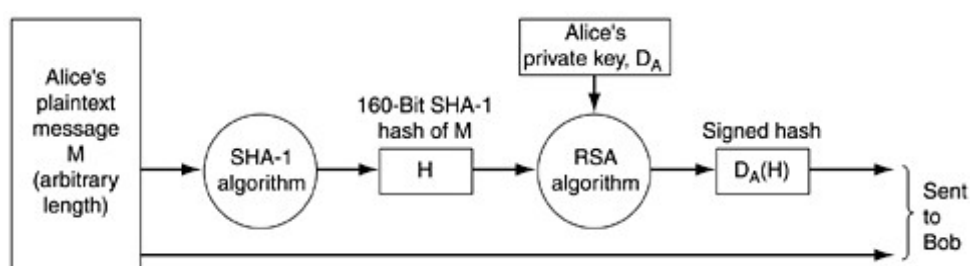 Alice's
plaintext
message
M
(arbitrary
length)
SHA-1
algorithm
160-Bit SHA-1
hash of M
H
Alice's
private key, D_A
RSA
algorithm
Signed hash
D_A(H)
Sent
to
Bob